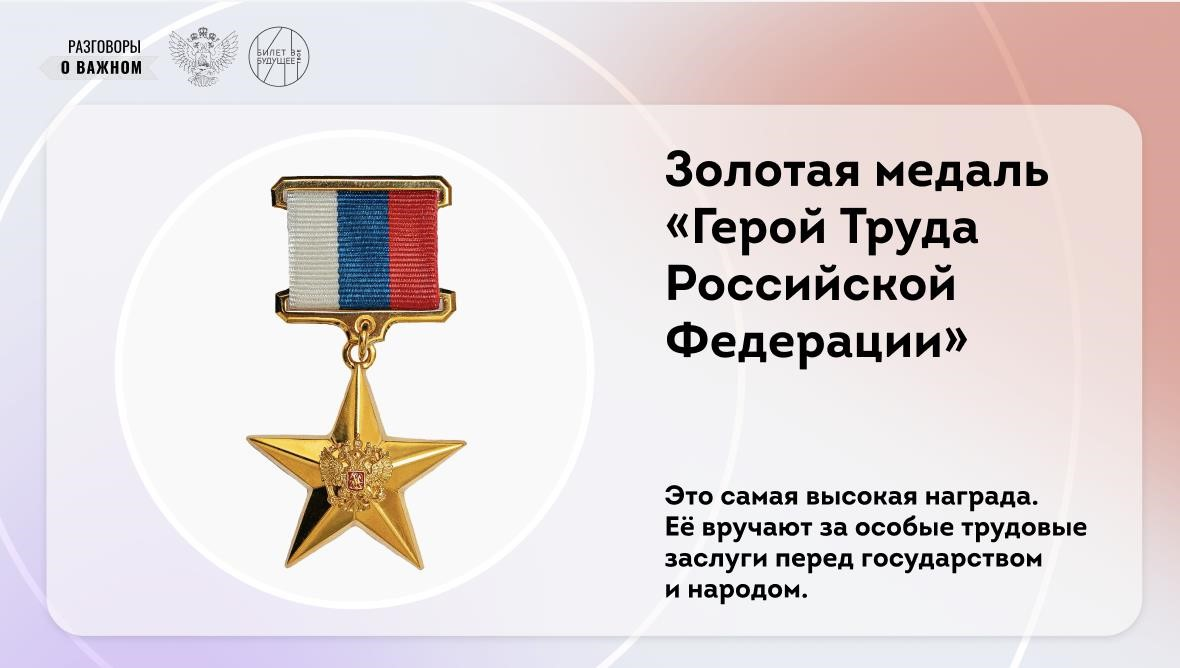 РАЗГОВОРЫ
О ВАЖНОМ
БИЛЕТ В
БУДУЩЕЕ
Золотая медаль
«Герой Труда
Российской
Федерации»
Это самая высокая награда.
Её вручают за особые трудовые
заслуги перед государством
и народом.